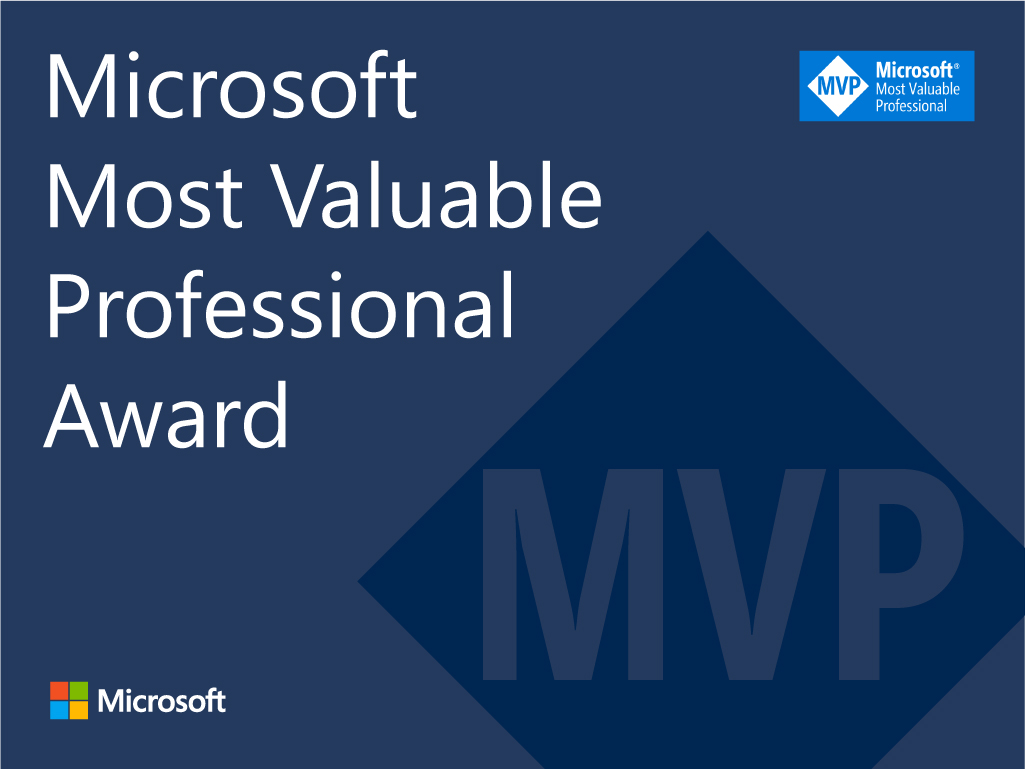 Microsoft
Most Valuable
Professional
Award
MVP
Microsoft®
Most Valuable
Professional
MVP
Microsoft